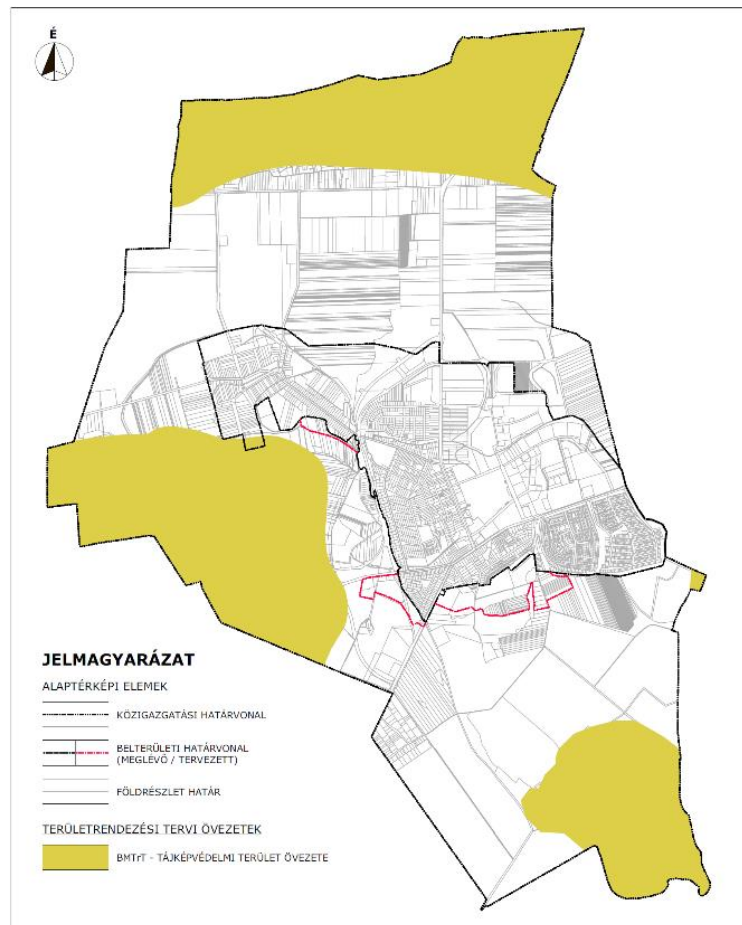 É
JELMAGYARÁZAT
ALAPTÉRKÉPI ELEMEK
KÖZIGAZGATÁSI HATÁRVONAL
BELTERÜLETI HATÁRVONAL
(MEGLÉVŐ / TERVEZETT)
FÖLDRÉSZLET HATÁR
TERÜLETRENDEZÉSI TERVI ÖVEZETEK
BMTrT - TÁJKÉPVÉDELMI TERÜLET ÖVEZETE